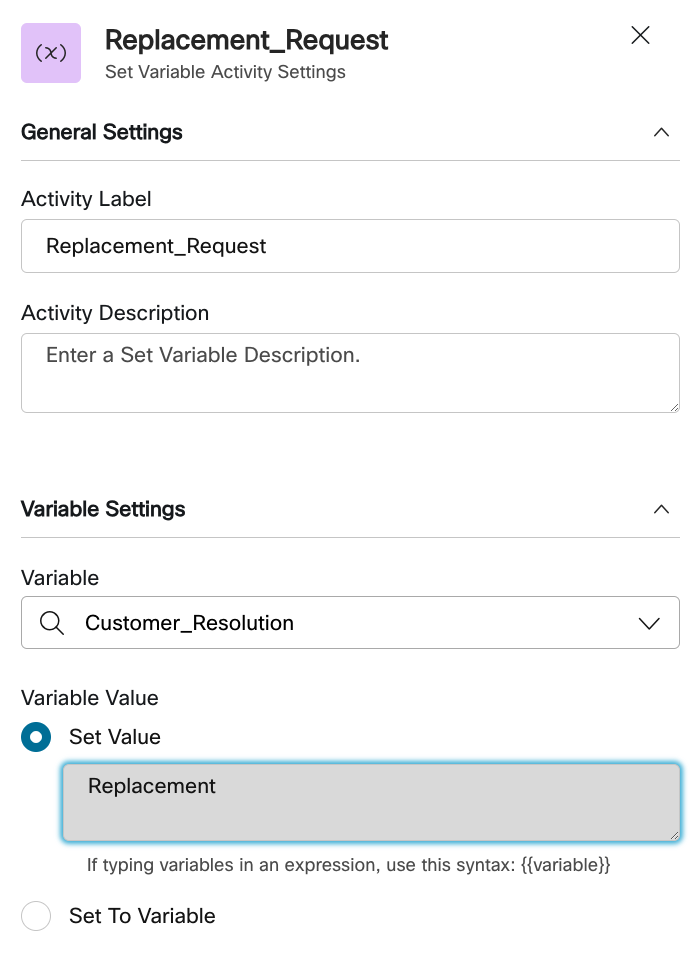 (x)
Replacement_Request
Set Variable Activity Settings
General Settings
Activity Label
Replacement_Request
Activity Description
Enter a Set Variable Description.
Variable Settings
Variable
Customer_Resolution
Variable Value
Set Value
Replacement
If typing variables in an expression, use this syntax: {{variable}}
Set To Variable